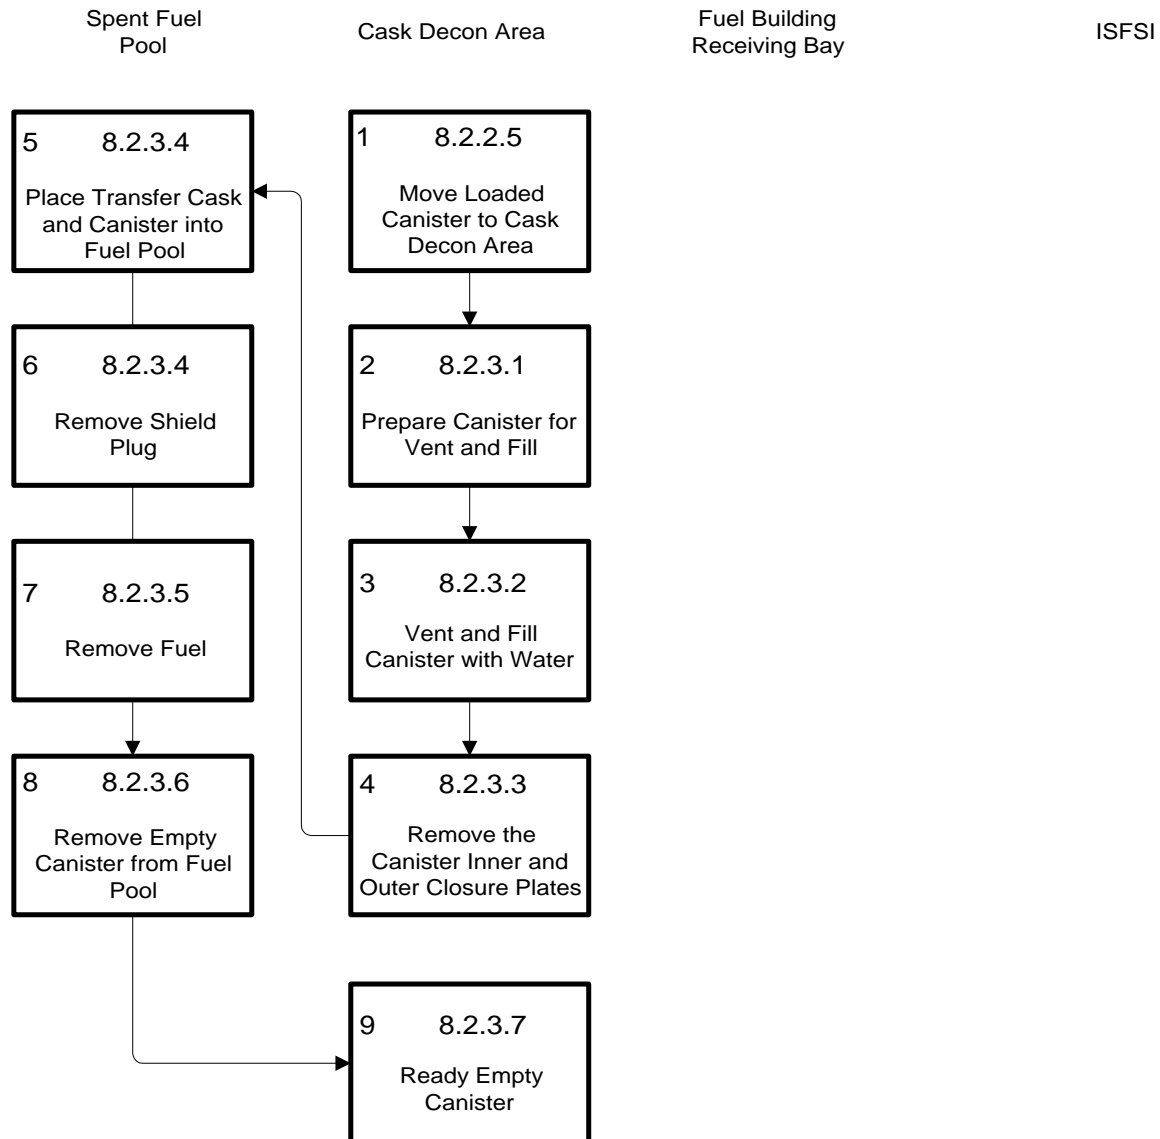 Spent Fuel
Pool
Cask Decon Area
Fuel Building
Receiving Bay
ISFSI
5 8.2.3.4
Place Transfer Cask
and Canister into
Fuel Pool
1 8.2.2.5
Move Loaded
Canister to Cask
Decon Area
6 8.2.3.4
Remove Shield
Plug
2 8.2.3.1
Prepare Canister for
Vent and Fill
7 8.2.3.5
Remove Fuel
3 8.2.3.2
Vent and Fill
Canister with Water
8 8.2.3.6
Remove Empty
Canister from Fuel
Pool
4 8.2.3.3
Remove the
Canister Inner and
Outer Closure Plates
9 8.2.3.7
Ready Empty
Canister